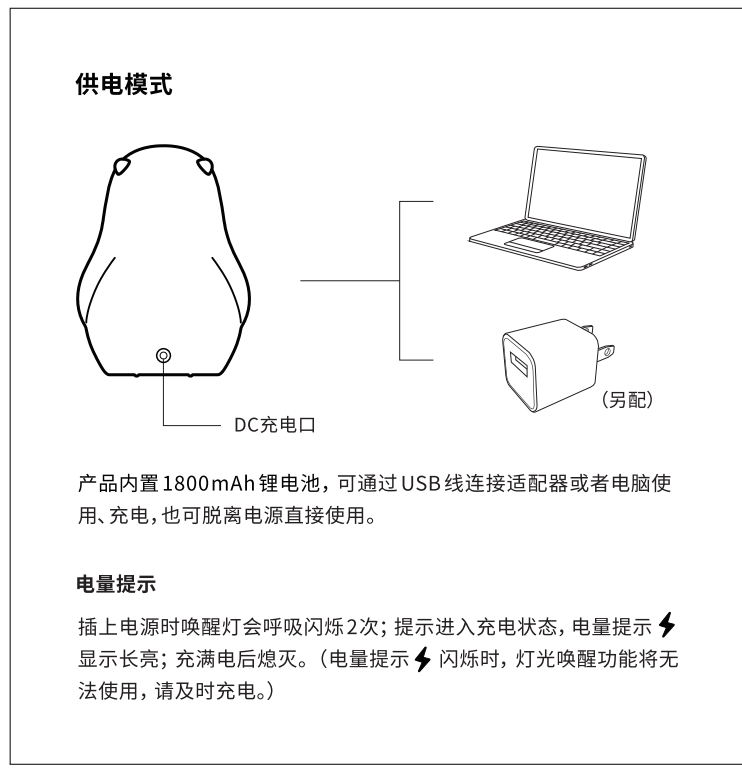 供电模式
DC充电口
（另配）
产品内置1800mAh锂电池，可通过USB线连接适配器或者电脑使
用、充电，也可脱离电源直接使用。
电量提示
插上电源时唤醒灯会呼吸闪烁2次；提示进入充电状态，电量提示
显示长亮；充满电后熄灭。（电量提示 闪烁时，灯光唤醒功能将无
法使用，请及时充电。）